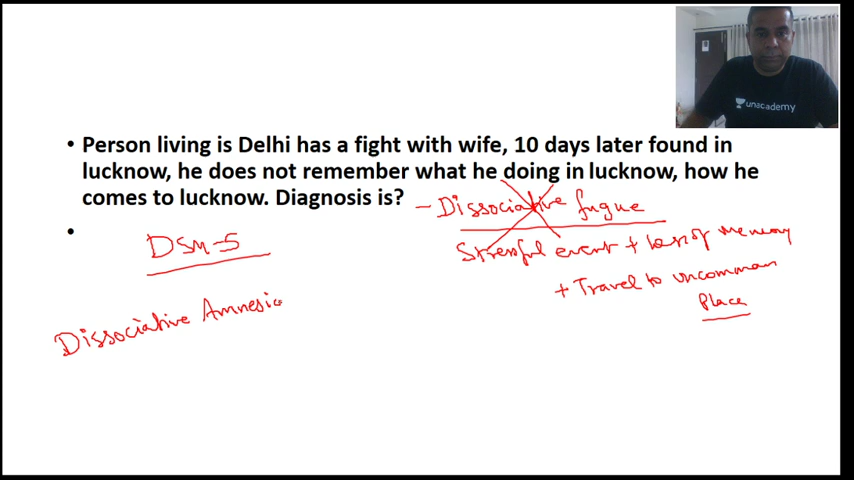 unacademy
• Person living is Delhi has a fight with wife, 10 days later found in
lucknow, he does not remember what he doing in lucknow, how he
comes to lucknow. Diagnosis is?
- Dissociative fugue
Stressful event + loss of memory
+ Travel to uncommon
Place
•
DSM-5
Dissociative Amnesia